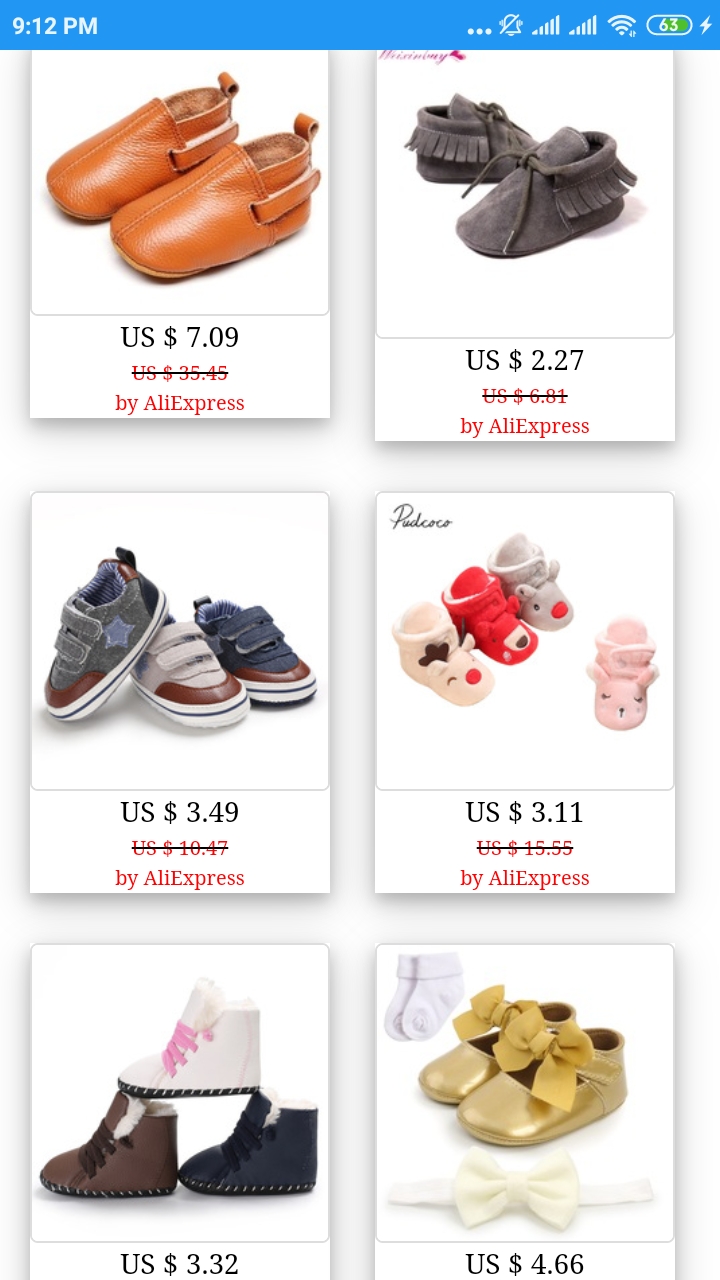 9:12 PM
63
Weixinbuy
US $ 7.09
US $ 35.45
by AliExpress
US $ 2.27
US $ 6.81
by AliExpress
Pudcoco
US $ 3.49
US $ 10.47
by AliExpress
US $ 3.11
US $ 15.55
by AliExpress
US $ 3.32
US $ 4.66